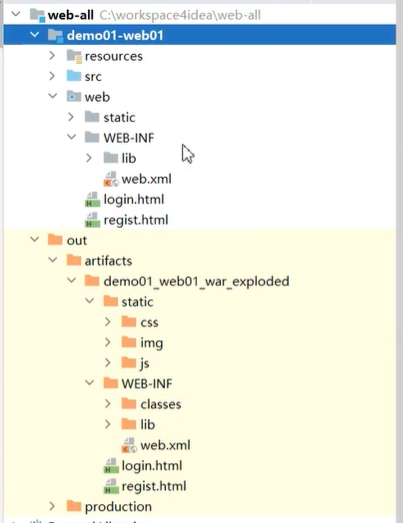 web-all C:\workspace4idea\web-all
demo01-web01
resources
src
web
static
WEB-INF
lib
web.xml
login.html
regist.html
out
artifacts
demo01_web01_war_exploded
static
css
img
js
WEB-INF
classes
lib
web.xml
login.html
regist.html
production